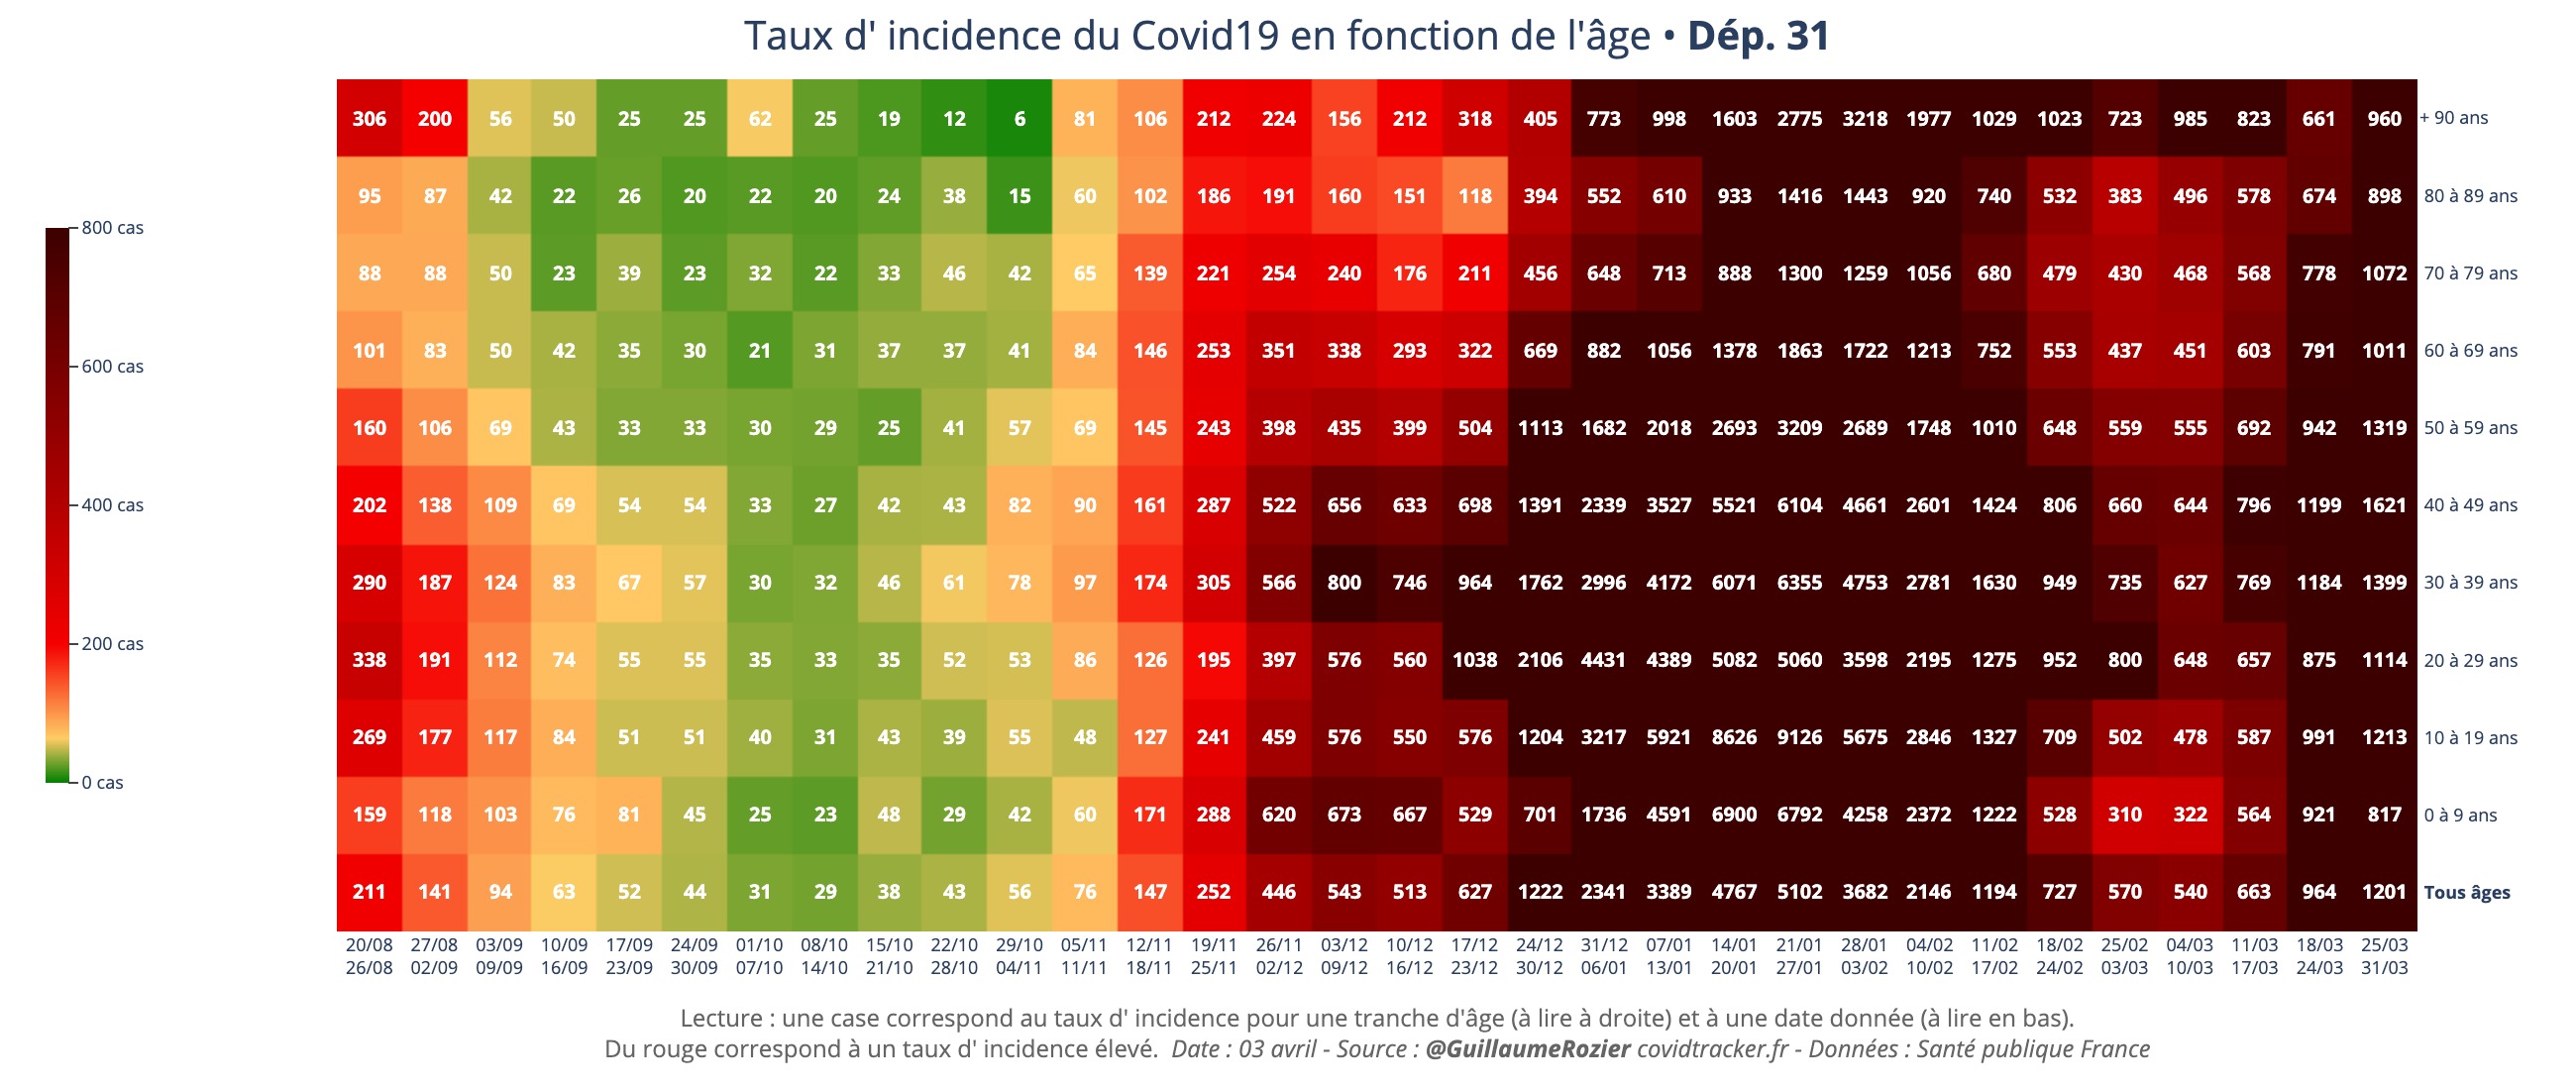 Taux d' incidence du Covid19 en fonction de l'âge • Dép. 31
306 200 56 50 25 25 62 25 19 12 6 81 106 212 224 156 212 318 405 773 998 1603 2775 3218 1977 1029 1023 723 985 823 661 960 + 90 ans
95 87 42 22 26 20 22 20 24 38 15 60 102 186 191 160 151 118 394 552 610 933 1416 1443 920 740 532 383 496 578 674 898 80 à 89 ans
88 88 50 23 39 23 32 22 33 46 42 65 139 221 254 240 176 211 456 648 713 888 1300 1259 1056 680 479 430 468 568 778 1072 70 à 79 ans
101 83 50 42 35 30 21 31 37 37 41 84 146 253 351 338 293 322 669 882 1056 1378 1863 1722 1213 752 553 437 451 603 791 1011 60 à 69 ans
160 106 69 43 33 33 30 29 25 41 57 69 145 243 398 435 399 504 1113 1682 2018 2693 3209 2689 1748 1010 648 559 555 692 942 1319 50 à 59 ans
202 138 109 69 54 54 33 27 42 43 82 90 161 287 522 656 633 698 1391 2339 3527 5521 6104 4661 2601 1424 806 660 644 796 1199 1621 40 à 49 ans
290 187 124 83 67 57 30 32 46 61 78 97 174 305 566 800 746 964 1762 2996 4172 6071 6355 4753 2781 1630 949 735 627 769 1184 1399 30 à 39 ans
338 191 112 74 55 55 35 33 35 52 53 86 126 195 397 576 560 1038 2106 4431 4389 5082 5060 3598 2195 1275 952 800 648 657 875 1114 20 à 29 ans
269 177 117 84 51 51 40 31 43 39 55 48 127 241 459 576 550 576 1204 3217 5921 8626 9126 5675 2846 1327 709 502 478 587 991 1213 10 à 19 ans
159 118 103 76 81 45 25 23 48 29 42 60 171 288 620 673 667 529 701 1736 4591 6900 6792 4258 2372 1222 528 310 322 564 921 817 0 à 9 ans
211 141 94 63 52 44 31 29 38 43 56 76 147 252 446 543 513 627 1222 2341 3389 4767 5102 3682 2146 1194 727 570 540 663 964 1201 Tous âges
800 cas
600 cas
400 cas
200 cas
0 cas
20/08 27/08 03/09 10/09 17/09 24/09 01/10 08/10 15/10 22/10 29/10 05/11 12/11 19/11 26/11 03/12 10/12 17/12 24/12 31/12 07/01 14/01 21/01 28/01 04/02 11/02 18/02 25/02 04/03 11/03 18/03 25/03
26/08 02/09 09/09 16/09 23/09 30/09 07/10 14/10 21/10 28/10 04/11 11/11 18/11 25/11 02/12 09/12 16/12 23/12 30/12 06/01 13/01 20/01 27/01 03/02 10/02 17/02 24/02 03/03 10/03 17/03 24/03 31/03
Lecture : une case correspond au taux d' incidence pour une tranche d'âge (à lire à droite) et à une date donnée (à lire en bas).
Du rouge correspond à un taux d' incidence élevé. Date : 03 avril - Source : @GuillaumeRozier covidtracker.fr - Données : Santé publique France